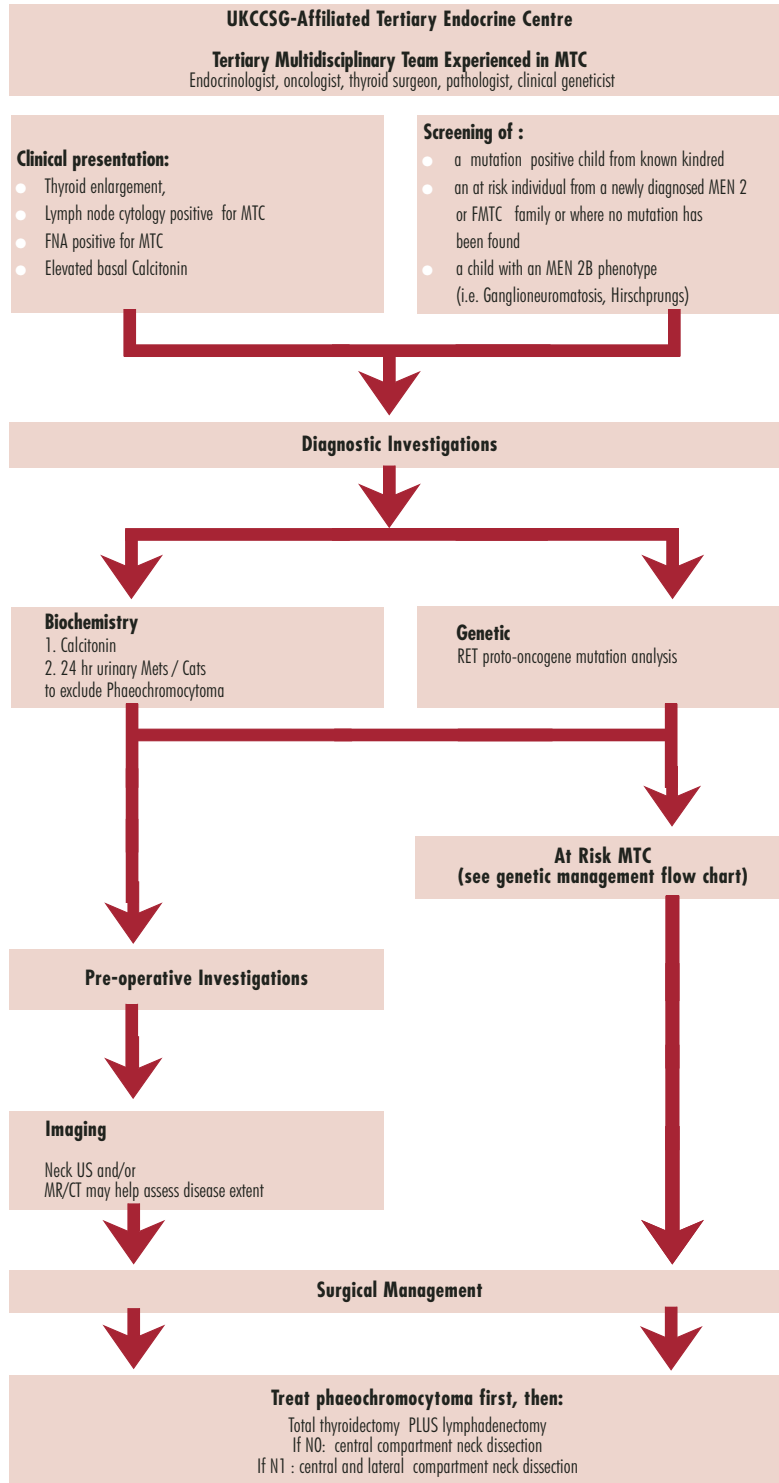 UKCCSG-Affiliated Tertiary Endocrine Centre
Tertiary Multidisciplinary Team Experienced in MTC
Endocrinologist, oncologist, thyroid surgeon, pathologist, clinical geneticist
Clinical presentation:
Thyroid enlargement,
Lymph node cytology positive for MTC
FNA positive for MTC
Elevated basal Calcitonin
Screening of :
a mutation positive child from known kindred
an at risk individual from a newly diagnosed MEN 2
or FMTC family or where no mutation has
been found
a child with an MEN 2B phenotype
(i.e. Ganglioneuromatosis, Hirschprungs)
Diagnostic Investigations
Biochemistry
1. Calcitonin
2. 24 hr urinary Mets / Cats
to exclude Phaeochromocytoma
Genetic
RET proto-oncogene mutation analysis
At Risk MTC
(see genetic management flow chart)
Pre-operative Investigations
Imaging
Neck US and/or
MR/CT may help assess disease extent
Surgical Management
Treat phaeochromocytoma first, then:
Total thyroidectomy PLUS lymphadenectomy
If N0: central compartment neck dissection
If N1 : central and lateral compartment neck dissection